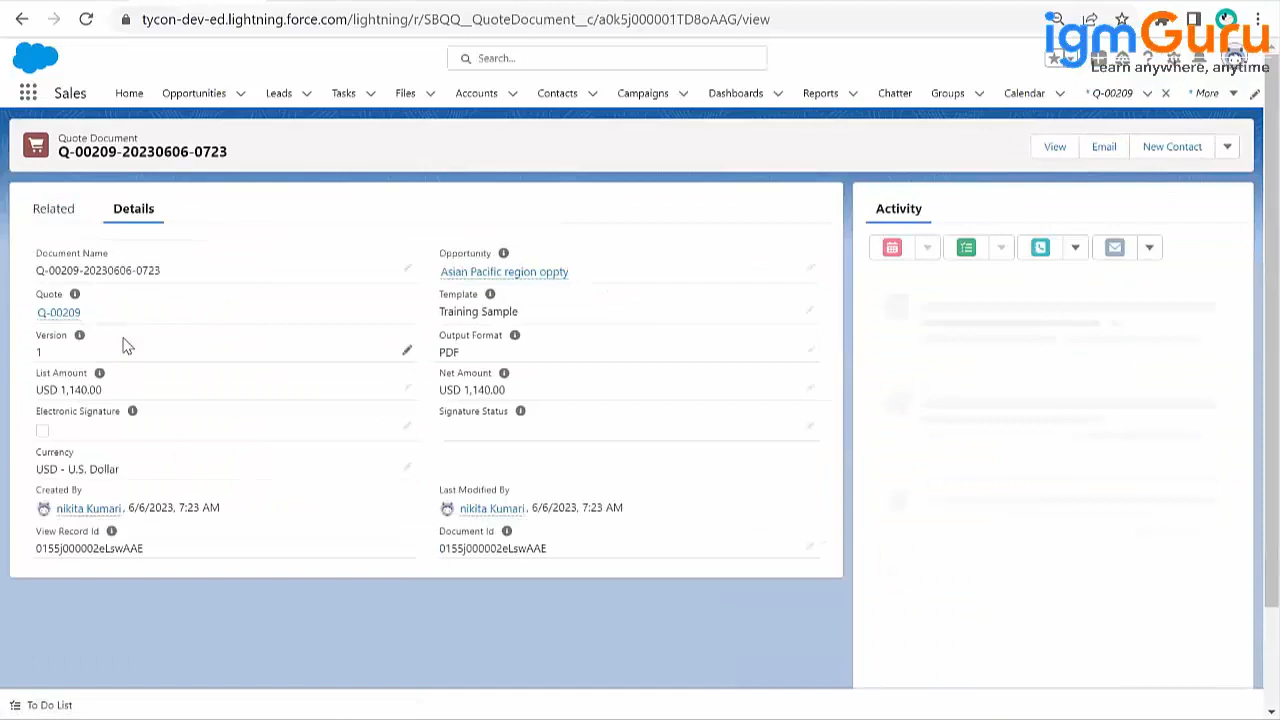 tycon-dev-ed.lightning.force.com/lightning/r/SBQQ__QuoteDocument__c/a0k5j000001TD8oAAG/view
igmGuru
Learn anywhere, anytime
Search...
Sales Home Opportunities Leads Tasks Files Accounts Contacts Campaigns Dashboards Reports Chatter Groups Calendar * Q-00209 * More
Quote Document
Q-00209-20230606-0723
View Email New Contact
Related Details
Activity
Document Name
Q-00209-20230606-0723
Opportunity
Asian Pacific region oppty
Quote
Q-00209
Template
Training Sample
Version
1
Output Format
PDF
List Amount
USD 1,140.00
Net Amount
USD 1,140.00
Electronic Signature
Signature Status
Currency
USD - U.S. Dollar
Created By
nikita Kumari, 6/6/2023, 7:23 AM
Last Modified By
nikita Kumari, 6/6/2023, 7:23 AM
View Record Id
0155j000002eLswAAE
Document Id
0155j000002eLswAAE
To Do List